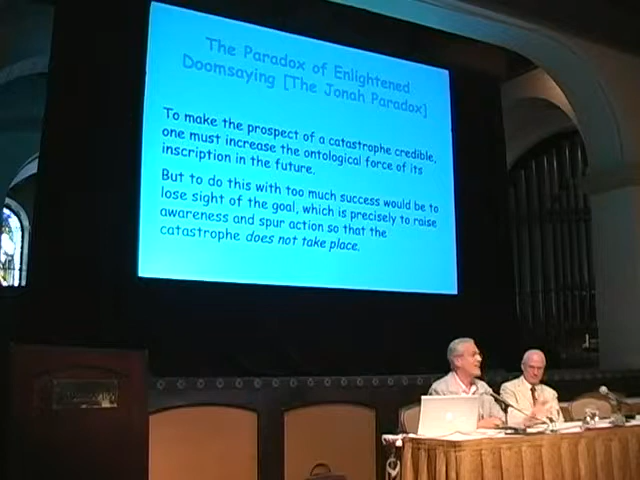 The Paradox of Enlightened
Doomsaying [The Jonah Paradox]
To make the prospect of a catastrophe credible,
one must increase the ontological force of its
inscription in the future.
But to do this with too much success would be to
lose sight of the goal, which is precisely to raise
awareness and spur action so that the
catastrophe does not take place.